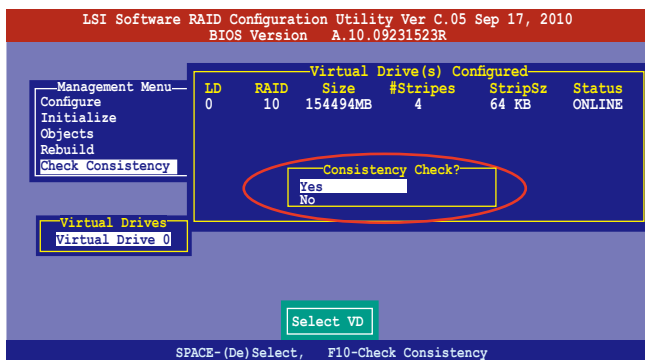 LSI Software RAID Configuration Utility Ver C.05 Sep 17, 2010
BIOS Version A.10.09231523R
Virtual Drive(s) Configured
LD RAID Size #Stripes StripSz Status
0 10 154494MB 4 64 KB ONLINE
Management Menu
Configure
Initialize
Objects
Rebuild
Check Consistency
Consistency Check?
Yes
No
Virtual Drives
Virtual Drive 0
Select VD
SPACE-(De)Select, F10-Check Consistency